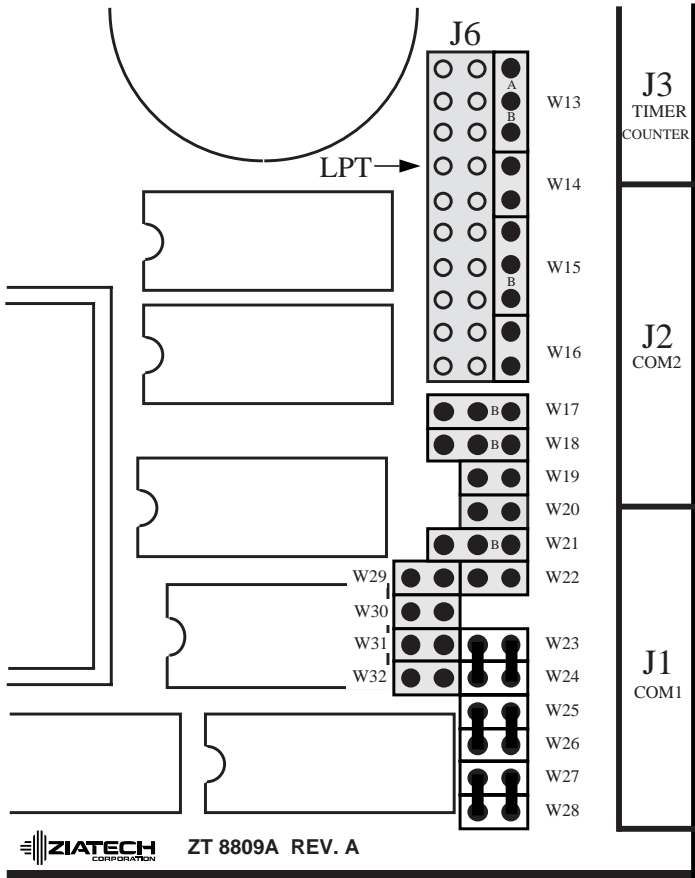 J6
A
B
W13
LPT
W14
W15
B
W16
W17
B
W18
B
W19
W20
W21
B
W29
W22
W30
W31
W23
W32
W24
W25
W26
W27
W28
J3
TIMER
COUNTER
J2
COM2
J1
COM1
ZIATECH
CORPORATION
ZT 8809A REV. A